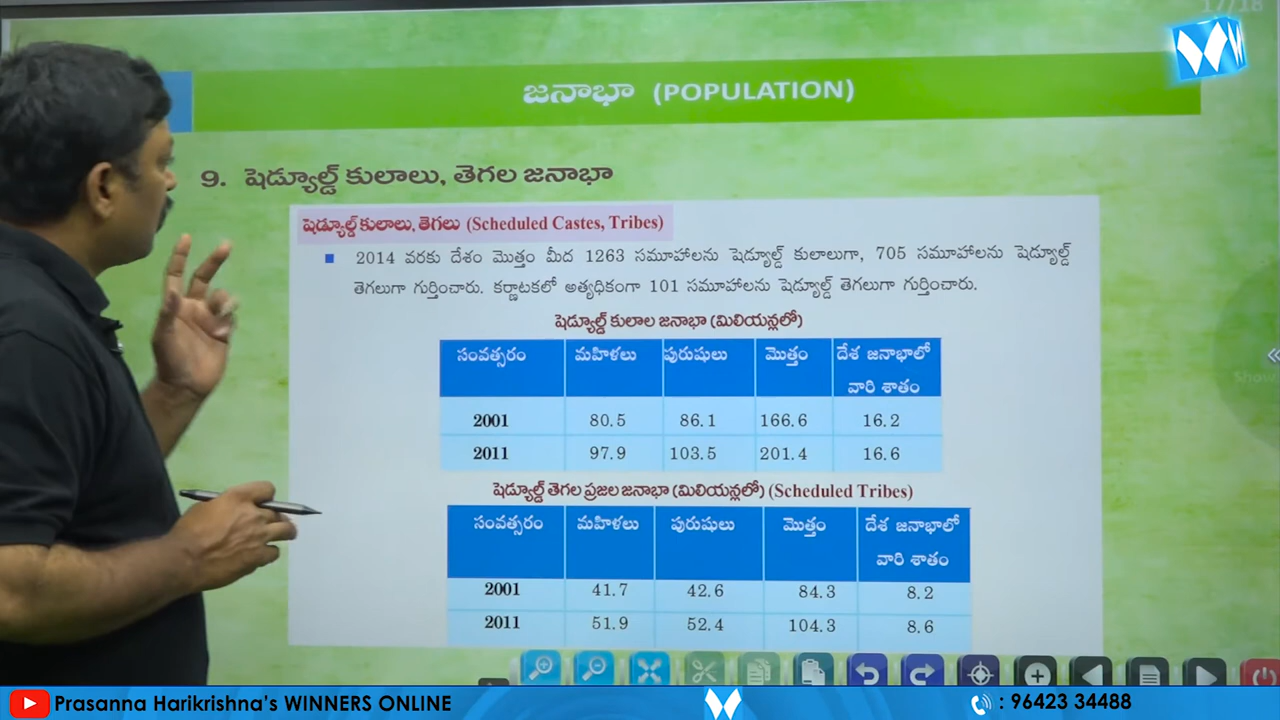 17/18
జనాభా (POPULATION)
9. షెడ్యూల్డ్ కులాలు, తెగల జనాభా
షెడ్యూల్డ్ కులాలు, తెగలు (Scheduled Castes, Tribes)
2014 వరకు దేశం మొత్తం మీద 1263 సమూహాలను షెడ్యూల్డ్ కులాలుగా, 705 సమూహాలను షెడ్యూల్డ్
తెగలుగా గుర్తించారు. కర్ణాటకలో అత్యధికంగా 101 సమూహాలను షెడ్యూల్డ్ తెగలుగా గుర్తించారు.
షెడ్యూల్డ్ కులాల జనాభా (మిలియన్లలో)
సంవత్సరం మహిళలు పురుషులు మొత్తం దేశ జనాభాలో
వారి శాతం
2001 80.5 86.1 166.6 16.2
2011 97.9 103.5 201.4 16.6
షెడ్యూల్డ్ తెగల ప్రజల జనాభా (మిలియన్లలో) (Scheduled Tribes)
సంవత్సరం మహిళలు పురుషులు మొత్తం దేశ జనాభాలో
వారి శాతం
2001 41.7 42.6 84.3 8.2
2011 51.9 52.4 104.3 8.6
Show
Prasanna Harikrishna's WINNERS ONLINE
: 96423 34488